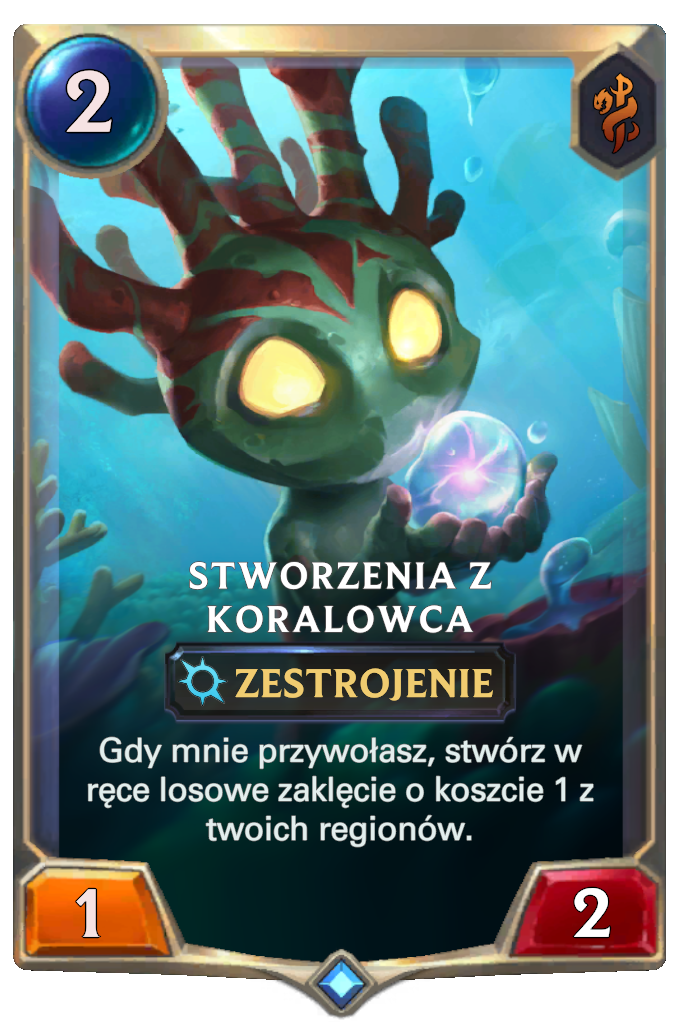 2
STWORZENIA Z
KORALOWCA
ZESTROJENIE
Gdy mnie przywołasz, stwórz w
ręce losowe zaklęcie o koszcie 1 z
twoich regionów.
1
2